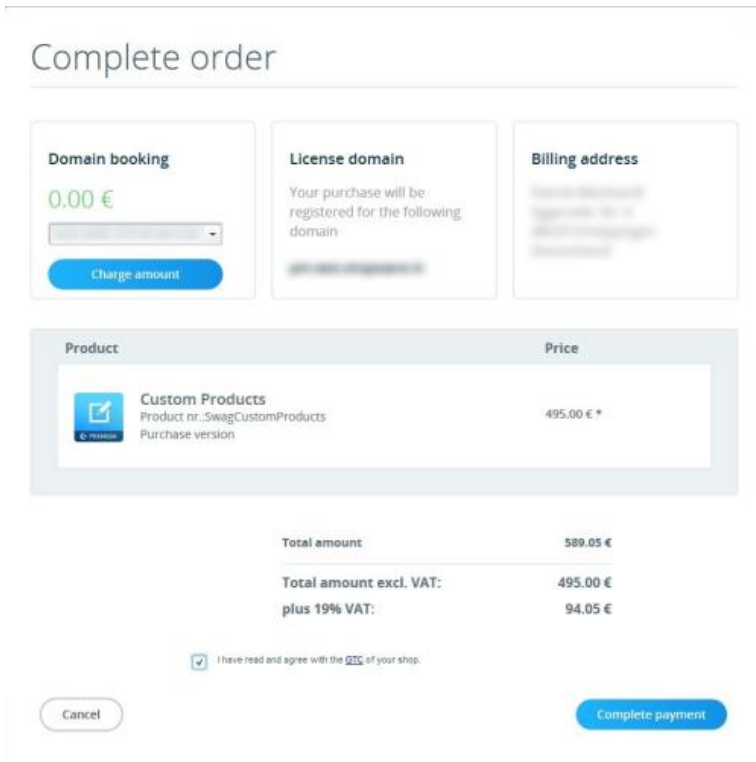 Complete order
Domain booking
0.00 €
Charge amount
License domain
Your purchase will be
registered for the following
domain
Billing address
Product Price
Custom Products
Product nr.:SwagCustomProducts
Purchase version
495.00 € *
PREMIUM
Total amount 589.05 €
Total amount excl. VAT: 495.00 €
plus 19% VAT: 94.05 €
I have read and agree with the GTC of your shop.
Cancel
Complete payment